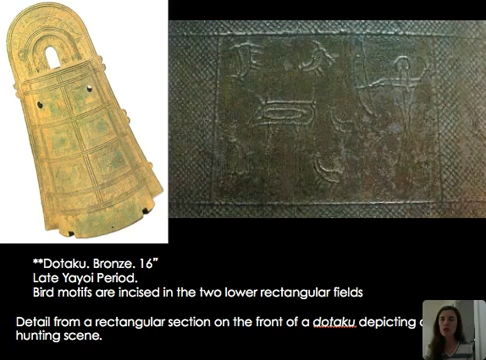 **Dotaku. Bronze. 16"
Late Yayoi Period.
Bird motifs are incised in the two lower rectangular fields
Detail from a rectangular section on the front of a dotaku depicting
hunting scene.